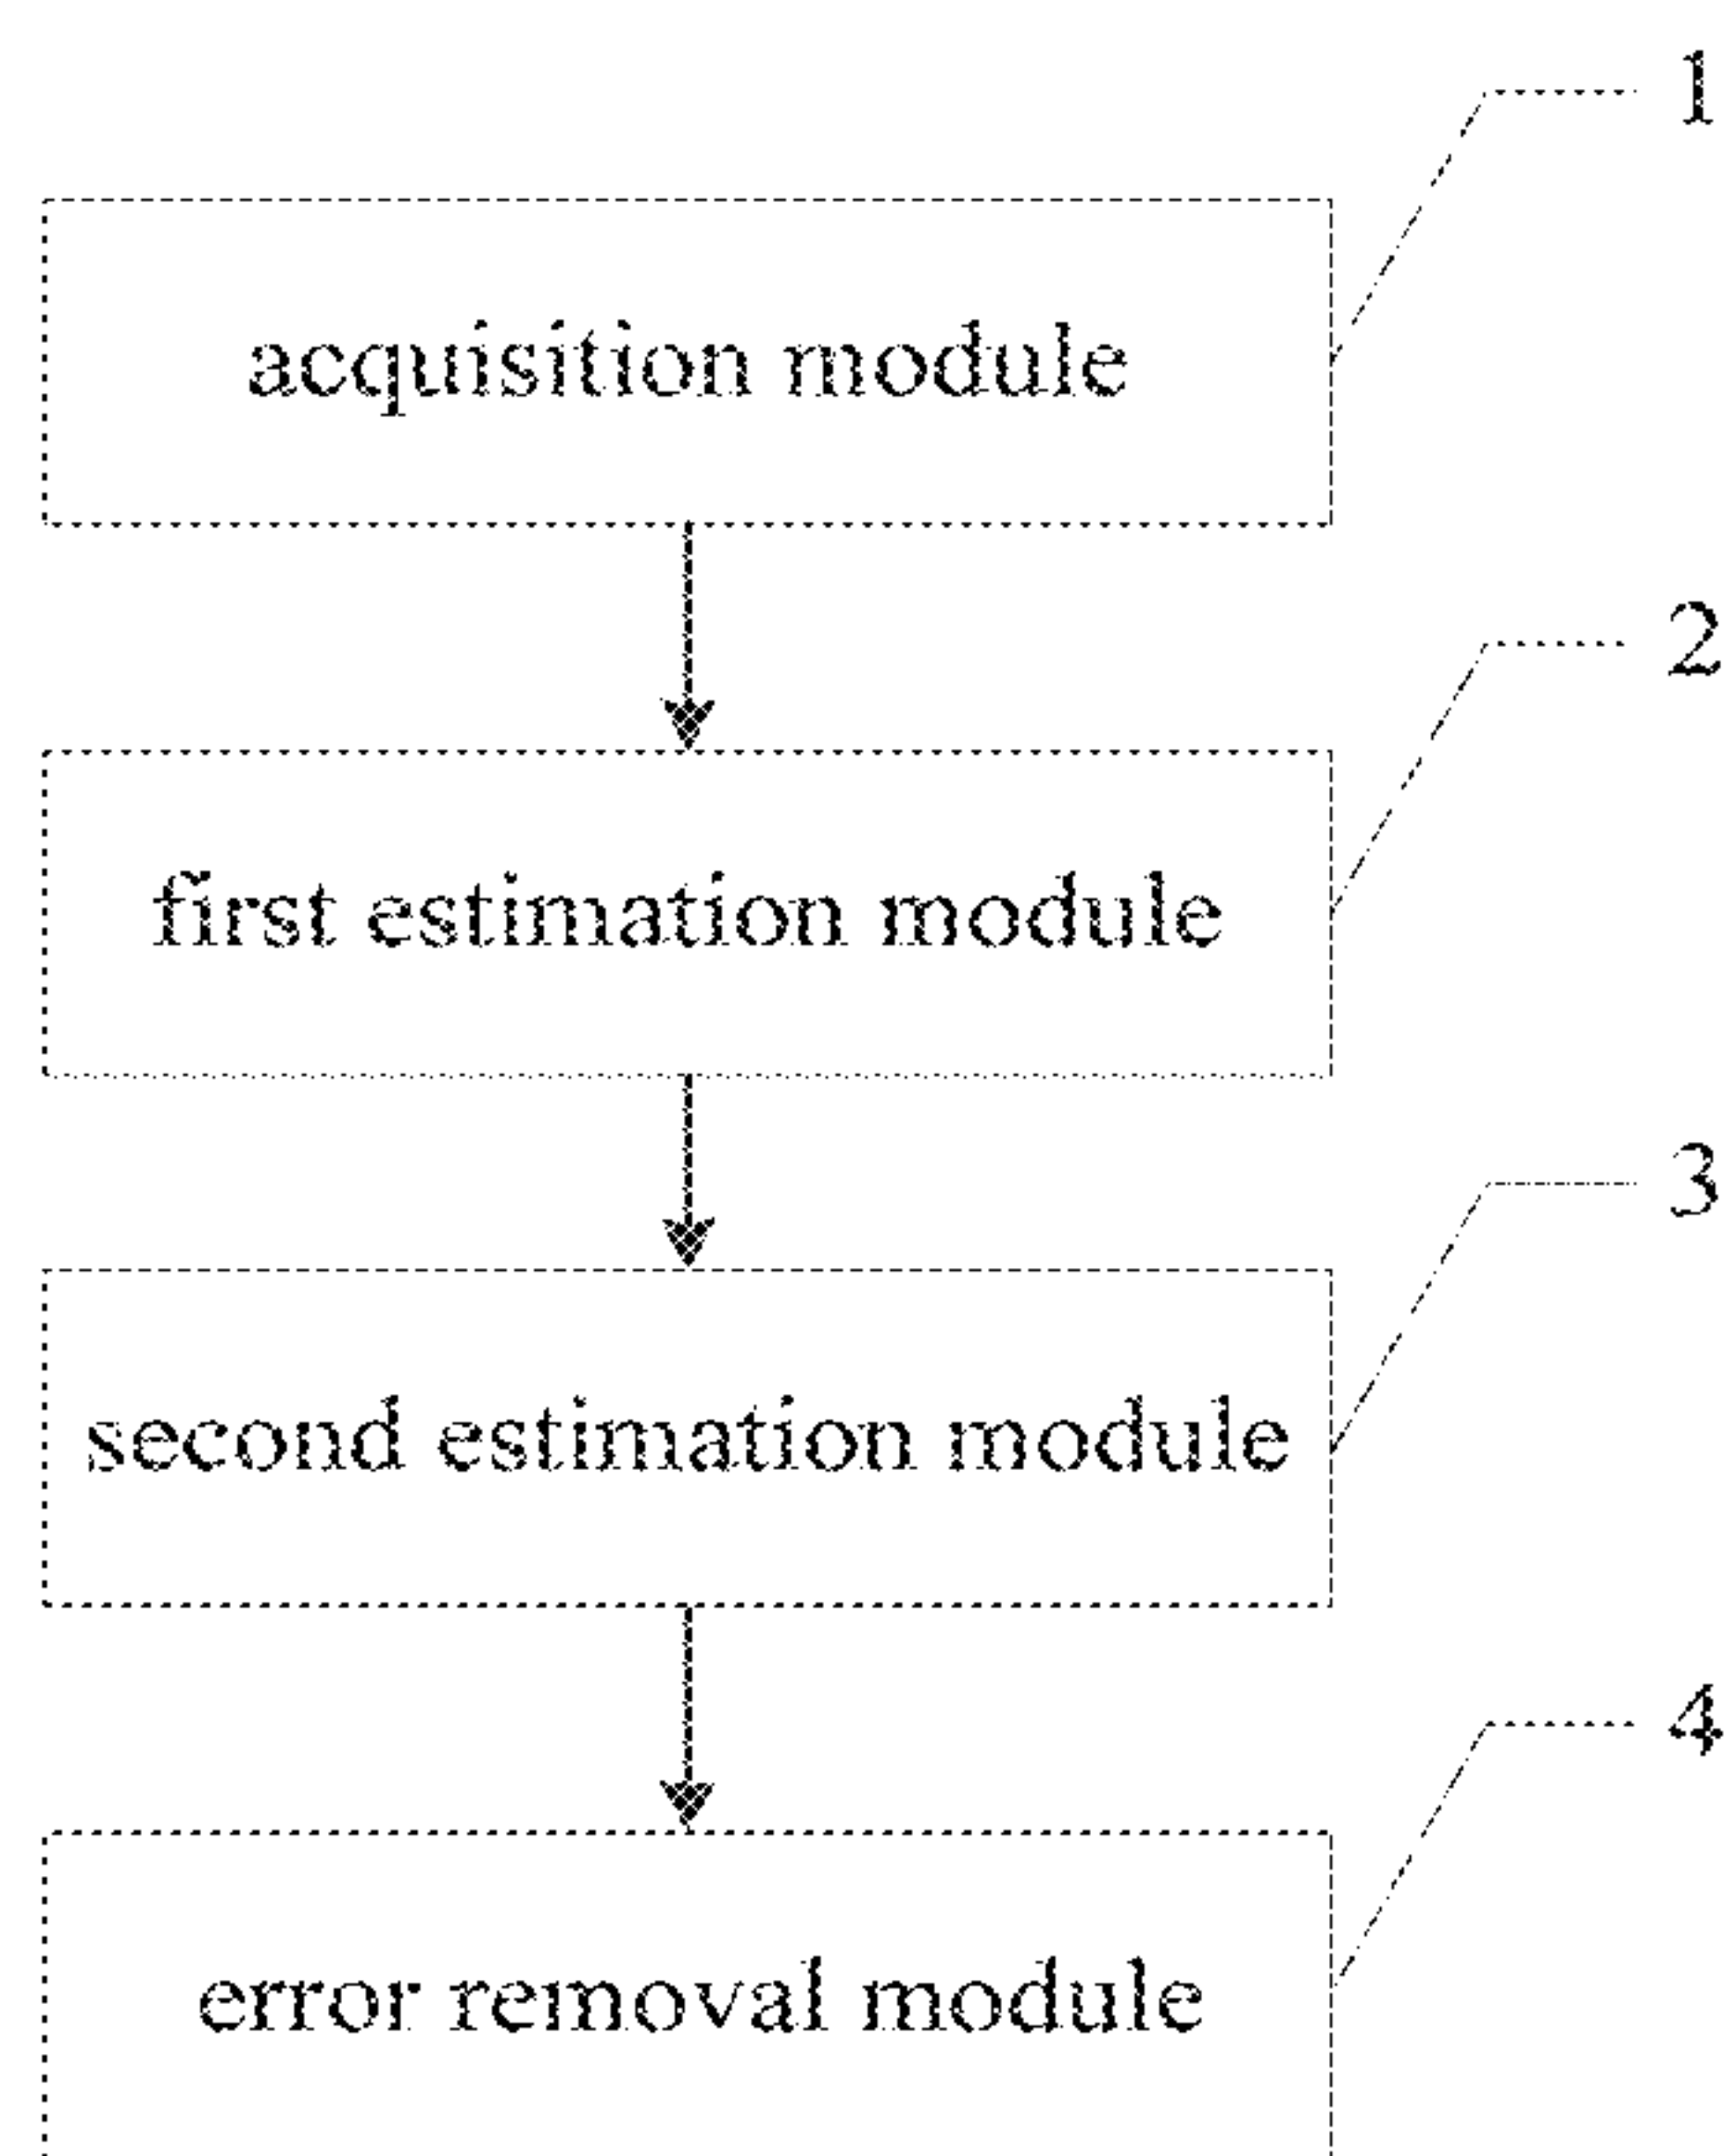 1
acquisition module
2
first estimation module
3
second estimation module
4
error removal module